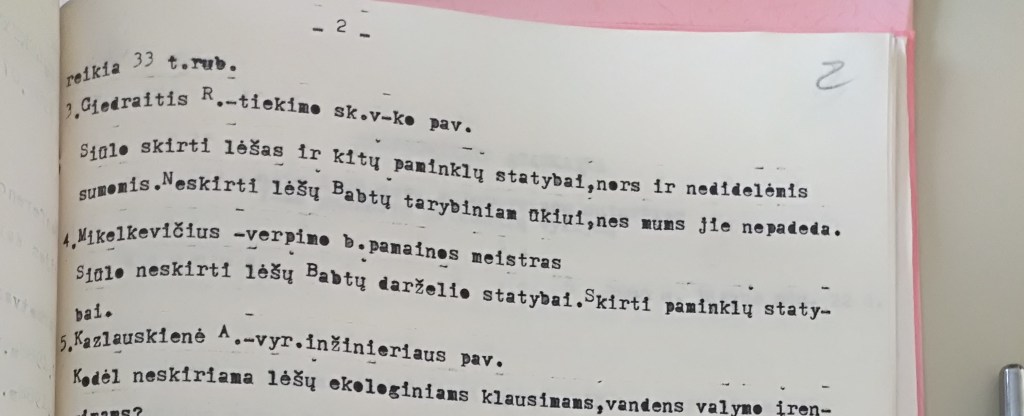 – 2 –
2
reikia 33 t.rub.
3.Giedraitis R.-tiekimo sk.v-ko pav.
Siūlo skirti lėšas ir kitų paminklų statybai,nors ir nedidelėmis
sumomis.Neskirti lėšų Babtų tarybiniam ūkiui,nes mums jie nepadeda.
4.Mikelkevičius -verpimo b.pamainos meistras
Siūlo neskirti lėšų Babtų darželio statybai.Skirti paminklų staty-
bai.
5.Kazlauskienė A.-vyr.inžinieriaus pav.
Kodėl neskiriama lėšų ekologiniams klausimams,vandens valymo įren-